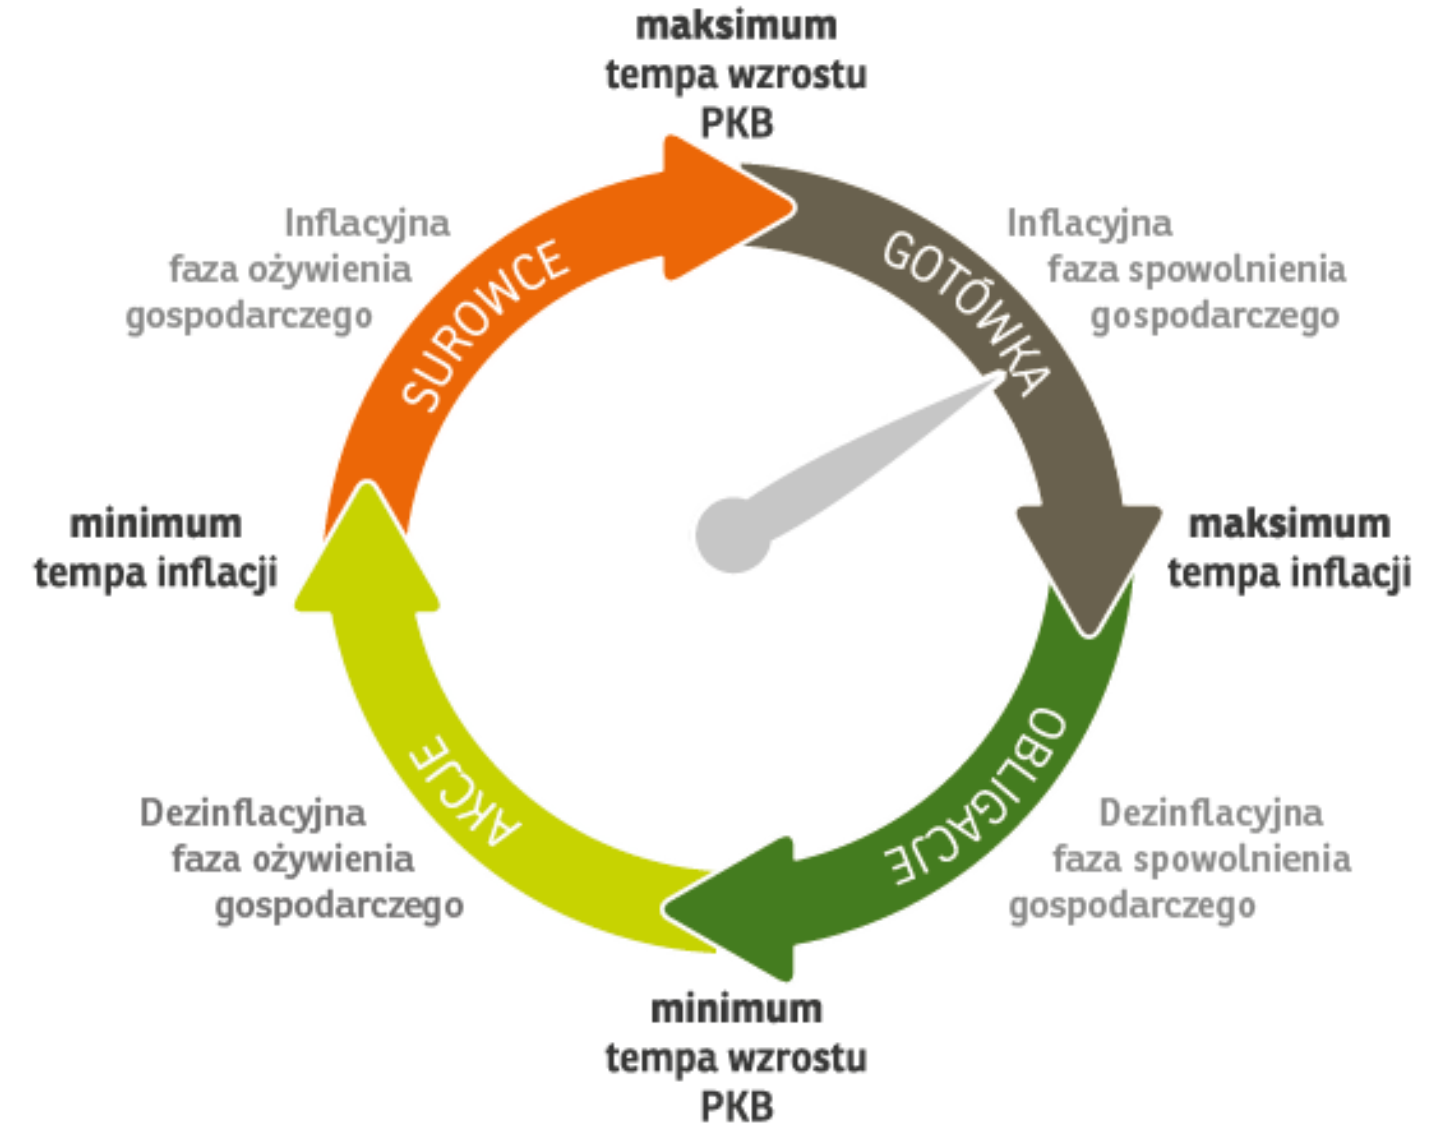 maksimum
tempa wzrostu
PKB
Inflacyjna
faza ożywienia
gospodarczego
SUROWCE
GOTÓWKA
Inflacyjna
faza spowolnienia
gospodarczego
minimum
tempa inflacji
maksimum
tempa inflacji
Dezinflacyjna
faza ożywienia
gospodarczego
AKCJE
OBLIGACJE
Dezinflacyjna
faza spowolnienia
gospodarczego
minimum
tempa wzrostu
PKB